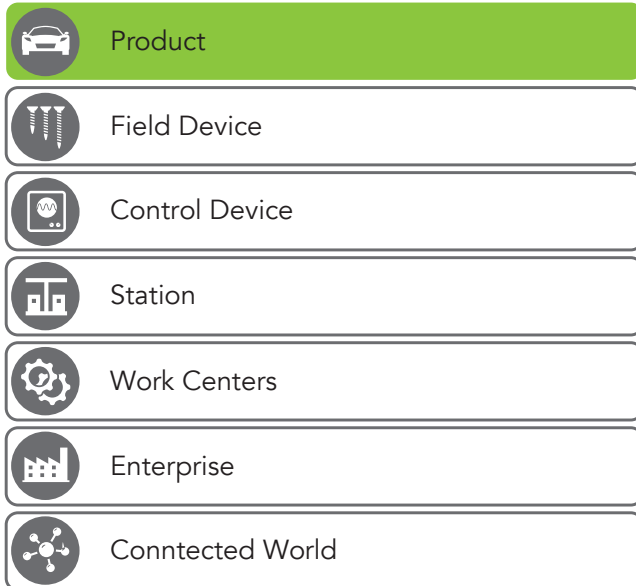 Product
Field Device
Control Device
Station
Work Centers
Enterprise
Conntected World